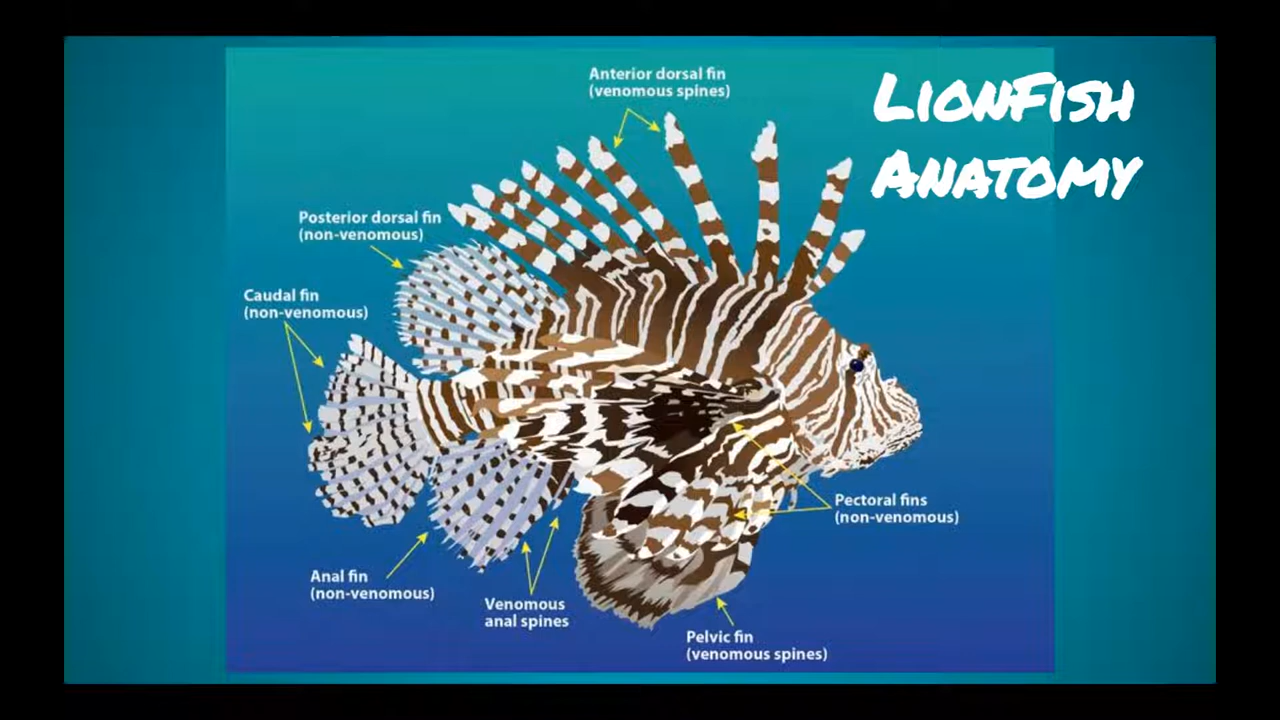 LionFish
Anatomy
Anterior dorsal fin
(venomous spines)
Posterior dorsal fin
(non-venomous)
Caudal fin
(non-venomous)
Pectoral fins
(non-venomous)
Anal fin
(non-venomous)
Venomous
anal spines
Pelvic fin
(venomous spines)